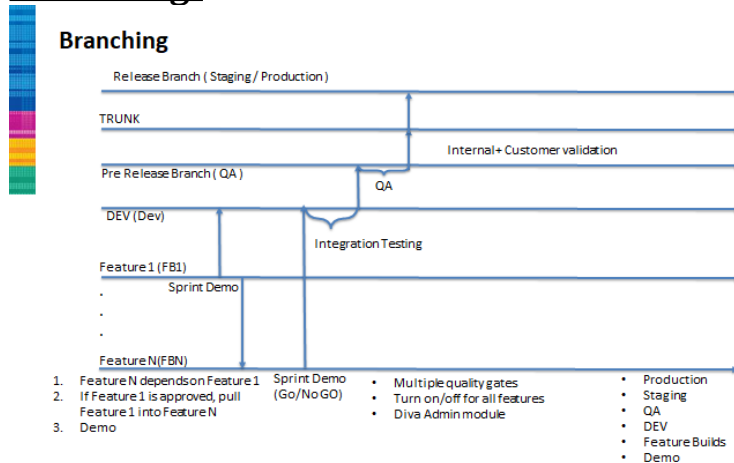 Branching
Release Branch ( Staging / Production )
TRUNK
Internal+ Customer validation
Pre Release Branch ( QA )
QA
DEV (Dev)
Integration Testing
Feature 1 (FB1)
Sprint Demo
.
.
.
Feature N(FBN)
1. Feature N depends on Feature 1
2. If Feature 1 is approved, pull
Feature 1 into Feature N
3. Demo
Sprint Demo
(Go/No GO)
• Multiple quality gates
• Turn on/off for all features
• Diva Admin module
• Production
• Staging
• QA
• DEV
• Feature Builds
• Demo